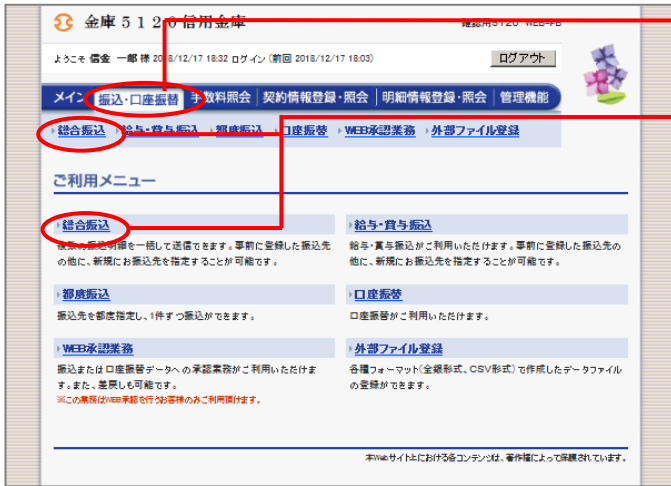 金庫5120信用金庫
確認用5120 WEB-FB
ようこそ 信金 一郎 様 2018/12/17 18:32 ログイン (前回 2018/12/17 18:03)
ログアウト
メイン 振込・口座振替 手数料照会 契約情報登録・照会 明細情報登録・照会 管理機能
総合振込 給与・賞与振込 都度振込 口座振替 WEB承認業務 外部ファイル登録
ご利用メニュー
総合振込
複数の振込明細を一括して送信できます。事前に登録した振込先
の他に、新規にお振込先を指定することが可能です。
給与・賞与振込
給与・賞与振込がご利用いただけます。事前に登録した振込先の
他に、新規にお振込先を指定することが可能です。
都度振込
振込先を都度指定し、1件ずつ振込ができます。
口座振替
口座振替がご利用いただけます。
WEB承認業務
振込または口座振替データへの承認業務がご利用いただけま
す。また、差戻しも可能です。
※この業務はWEB承認を行うお客様のみご利用頂けます。
外部ファイル登録
各種フォーマット(全銀形式、CSV形式)で作成したデータファイル
の登録ができます。
本Webサイト上における各コンテンツは、著作権によって保護されています。